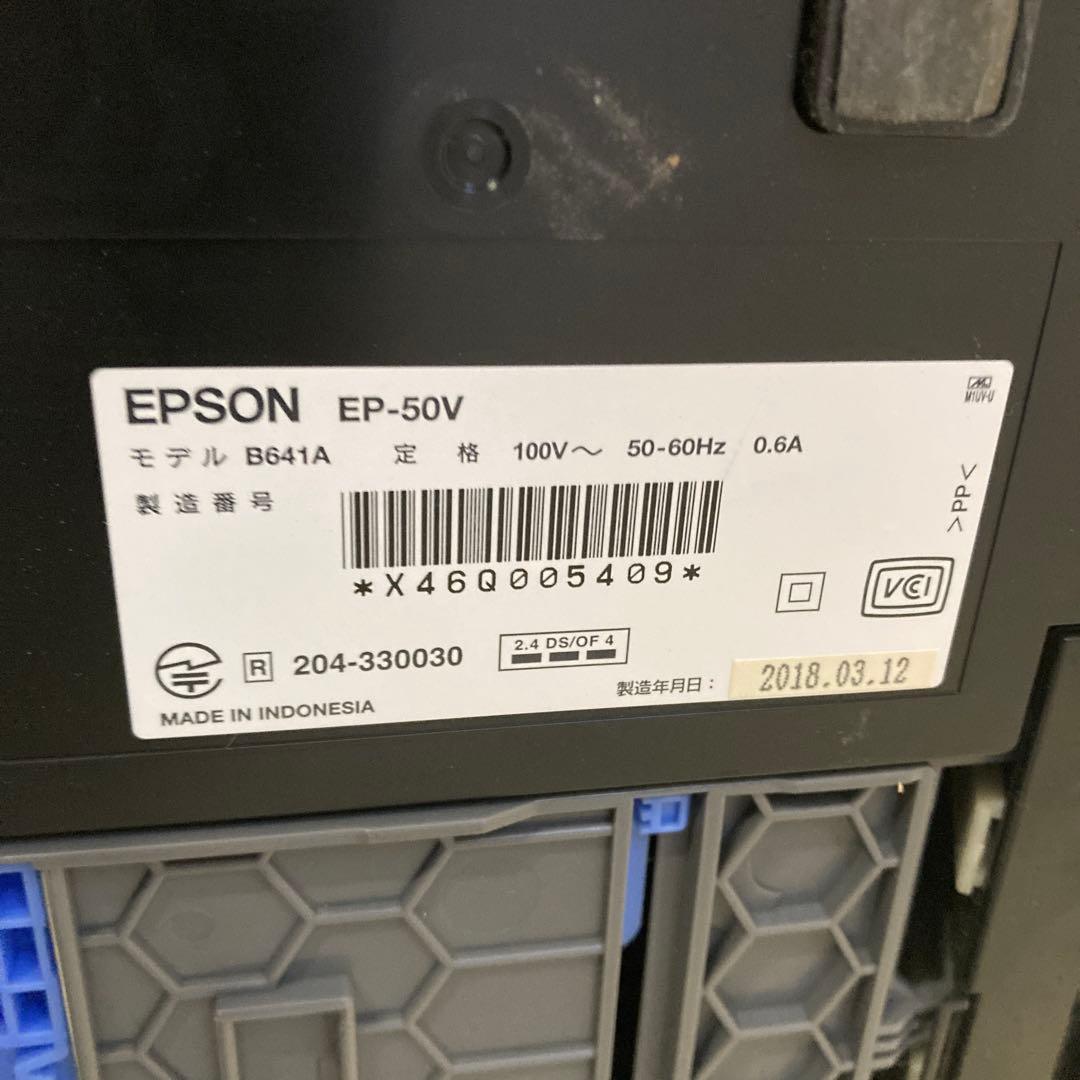 EPSON EP-50V
M1UV-U
モデル B641A 定格 100V～ 50-60Hz 0.6A
製造番号
*X46Q005409*
>PP<
VCCI
R 204-330030
2.4 DS/OF 4
製造年月日： 2018.03.12
MADE IN INDONESIA